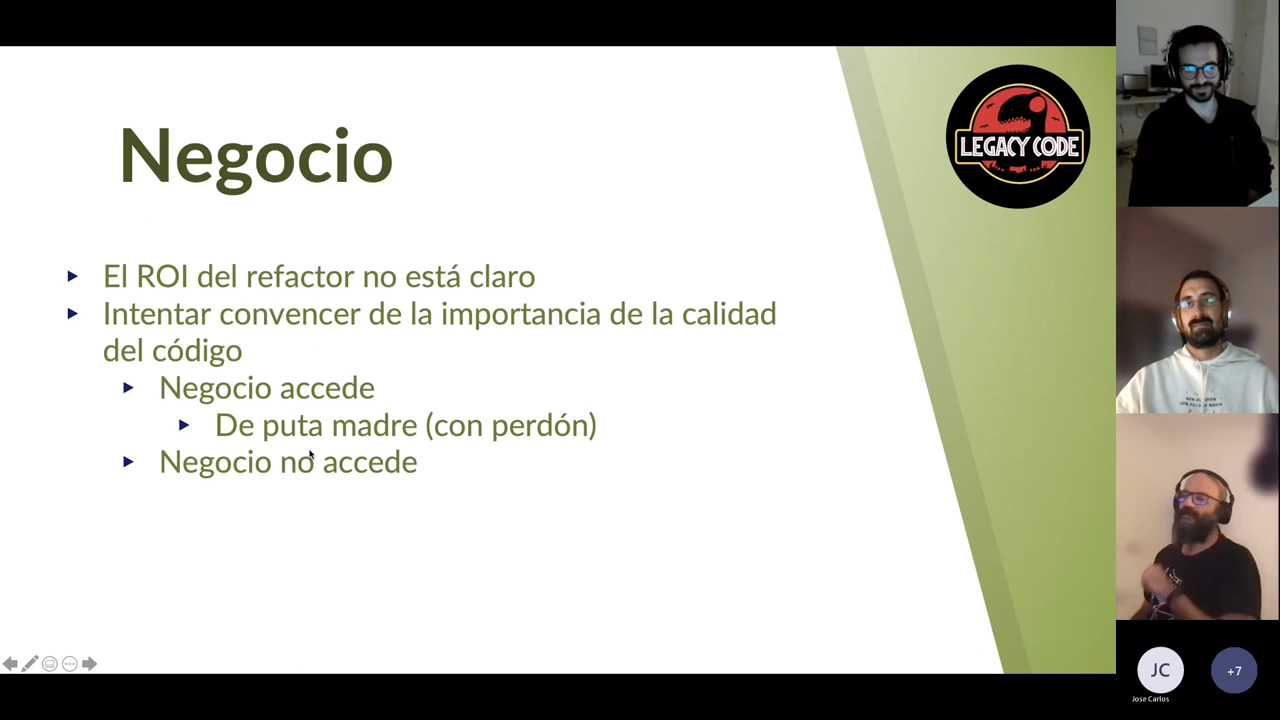 Negocio
LEGACY CODE
El ROI del refactor no está claro
Intentar convencer de la importancia de la calidad
del código
Negocio accede
De puta madre (con perdón)
Negocio no accede
JC
+7
Jose Carlos